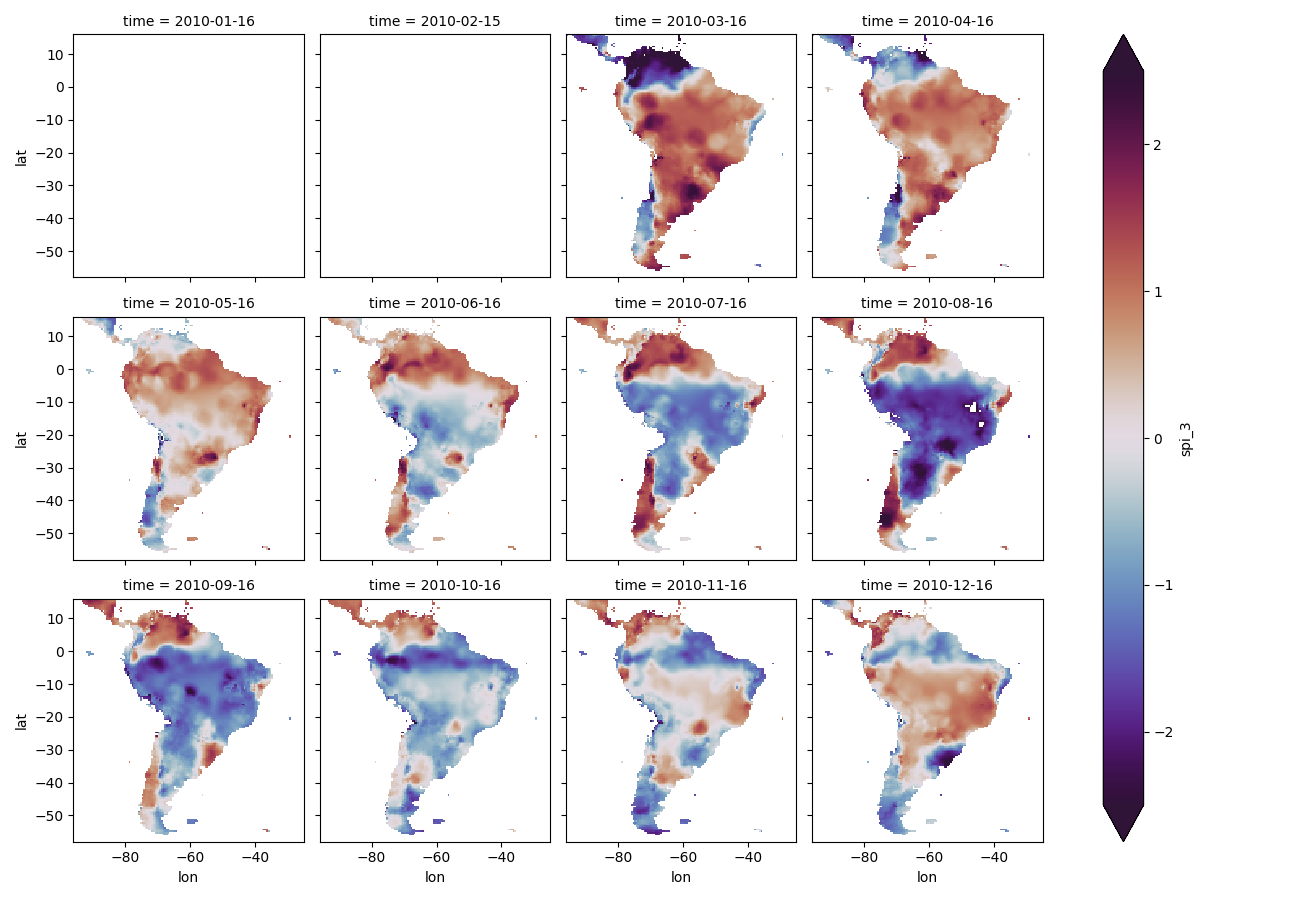 time = 2010-01-16
time = 2010-02-15
time = 2010-03-16
time = 2010-04-16
10
0
−10
−20
−30
−40
−50
lat
time = 2010-05-16
time = 2010-06-16
time = 2010-07-16
time = 2010-08-16
10
0
−10
−20
−30
−40
−50
lat
time = 2010-09-16
time = 2010-10-16
time = 2010-11-16
time = 2010-12-16
10
0
−10
−20
−30
−40
−50
lat
−80 −60 −40
lon
−80 −60 −40
lon
−80 −60 −40
lon
−80 −60 −40
lon
2
1
0
−1
−2
spi_3